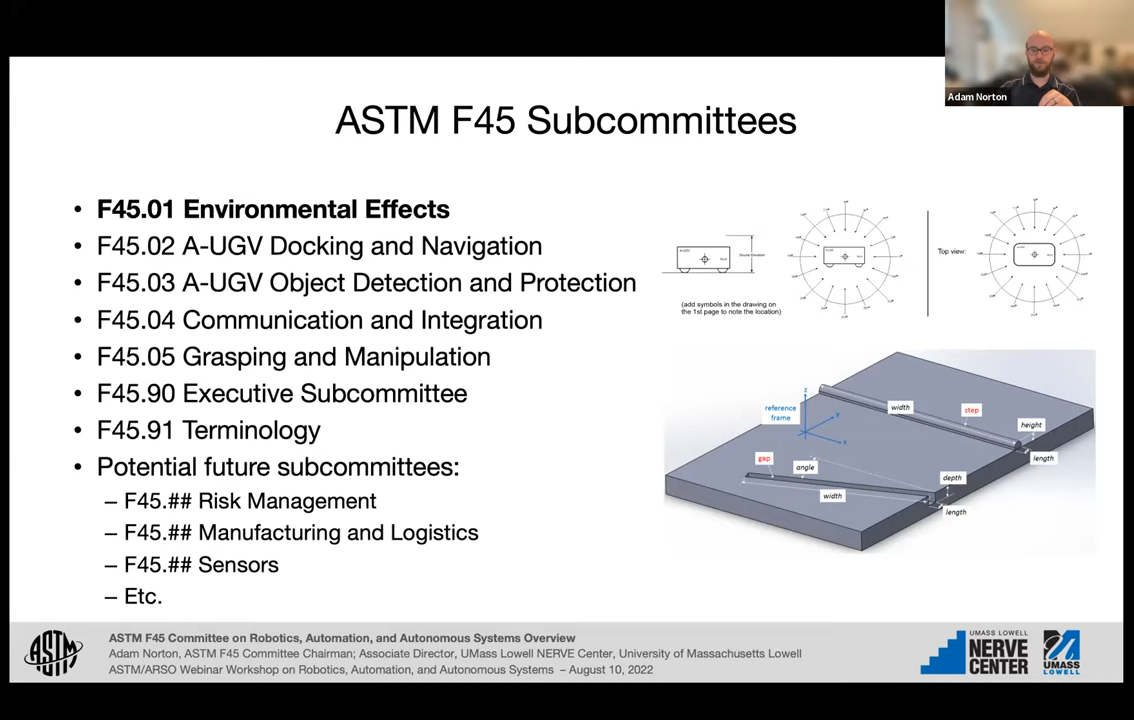 Adam Norton
ASTM F45 Subcommittees
• F45.01 Environmental Effects
• F45.02 A-UGV Docking and Navigation
• F45.03 A-UGV Object Detection and Protection
• F45.04 Communication and Integration
• F45.05 Grasping and Manipulation
• F45.90 Executive Subcommittee
• F45.91 Terminology
• Potential future subcommittees:
– F45.## Risk Management
– F45.## Manufacturing and Logistics
– F45.## Sensors
– Etc.
Top view:
(add symbols in the drawing on
the 1st page to note the location)
reference
frame
z
y
x
width
step
height
length
gap
angle
width
depth
length
ASTM
ASTM F45 Committee on Robotics, Automation, and Autonomous Systems Overview
Adam Norton, ASTM F45 Committee Chairman; Associate Director, UMass Lowell NERVE Center, University of Massachusetts Lowell
ASTM/ARSO Webinar Workshop on Robotics, Automation, and Autonomous Systems – August 10, 2022
UMASS LOWELL
NERVE
CENTER
UMASS
LOWELL